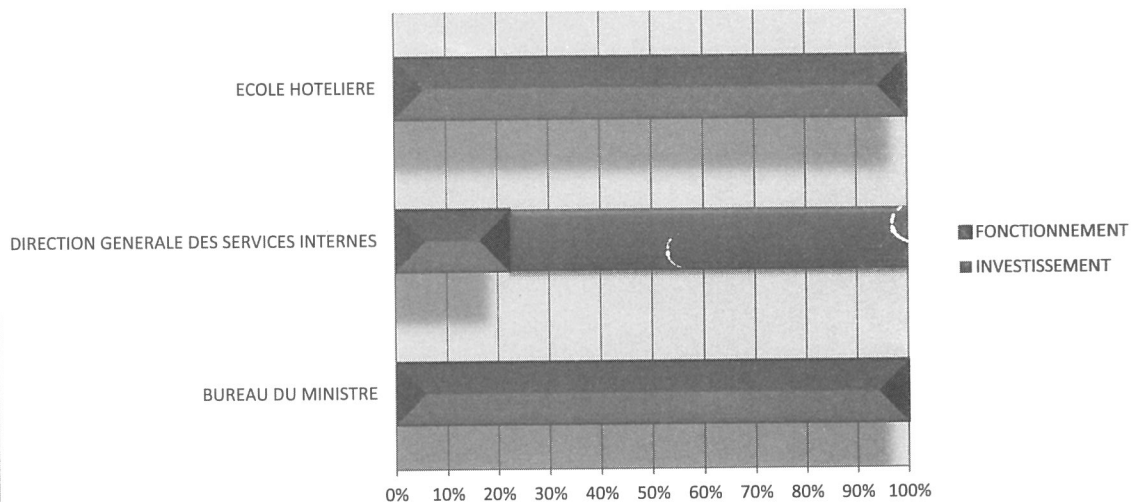 ECOLE HOTELIERE
DIRECTION GENERALE DES SERVICES INTERNES
BUREAU DU MINISTRE
FONCTIONNEMENT
INVESTISSEMENT
0% 10% 20% 30% 40% 50% 60% 70% 80% 90% 100%